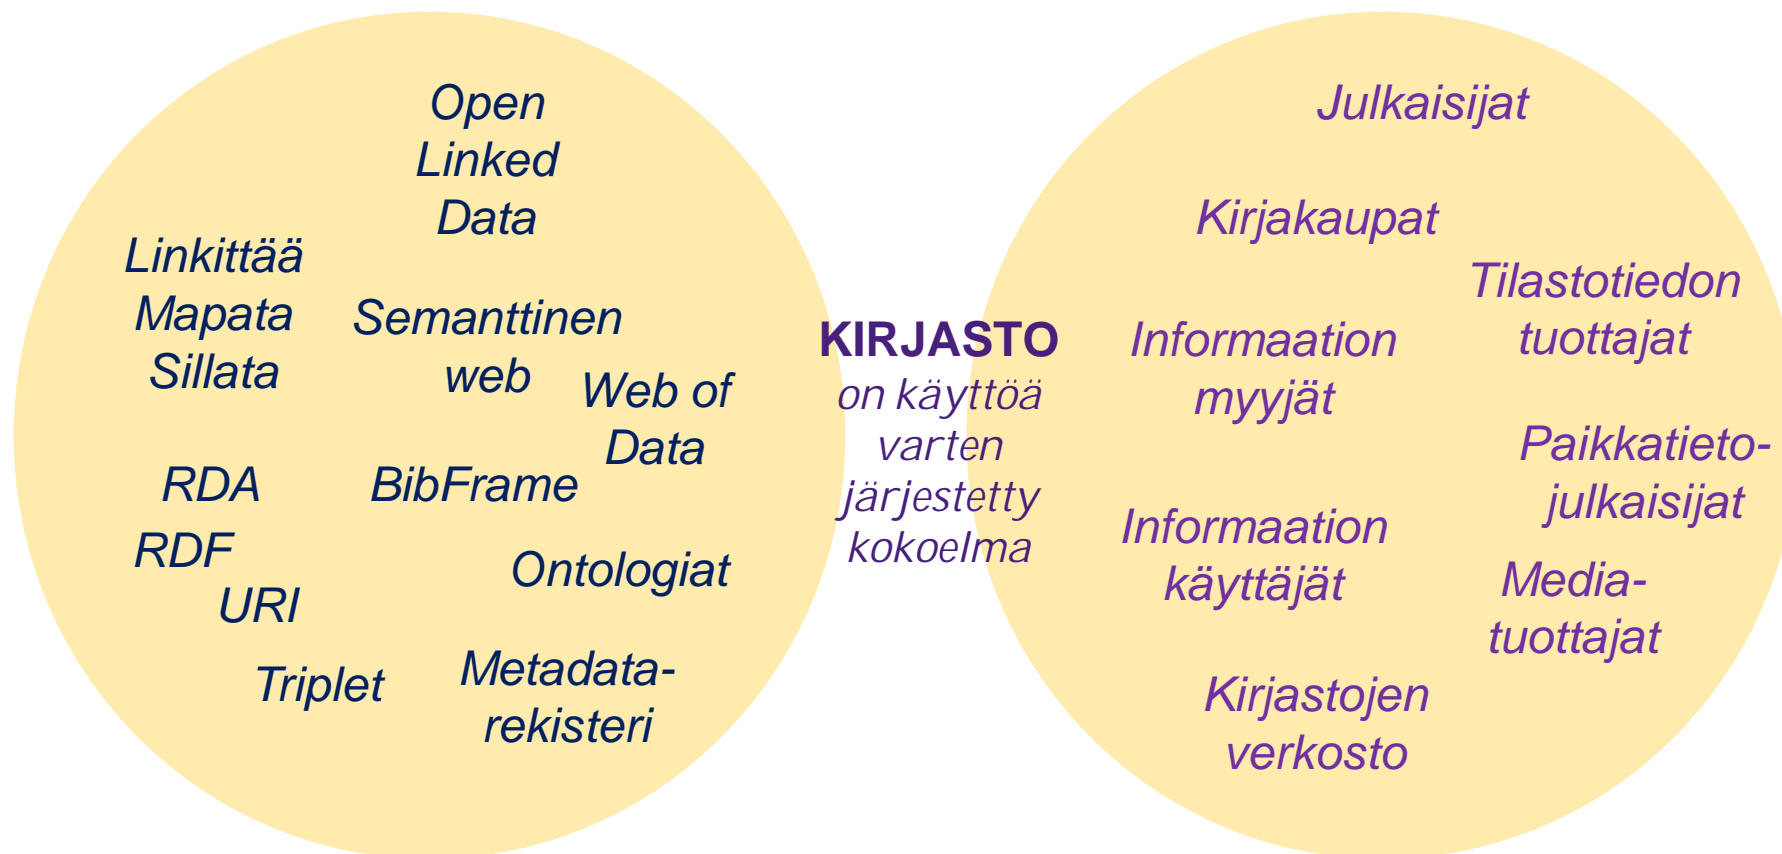 Open
Linked
Data
Linkittää
Mapata
Sillata
Semanttinen
web
Web of
Data
RDA
BibFrame
RDF
URI
Ontologiat
Triplet
Metadata-
rekisteri
KIRJASTO
on käyttöä
varten
järjestetty
kokoelma
Julkaisijat
Kirjakaupat
Tilastotiedon
tuottajat
Informaation
myyjät
Paikkatieto-
julkaisijat
Informaation
käyttäjät
Media-
tuottajat
Kirjastojen
verkosto